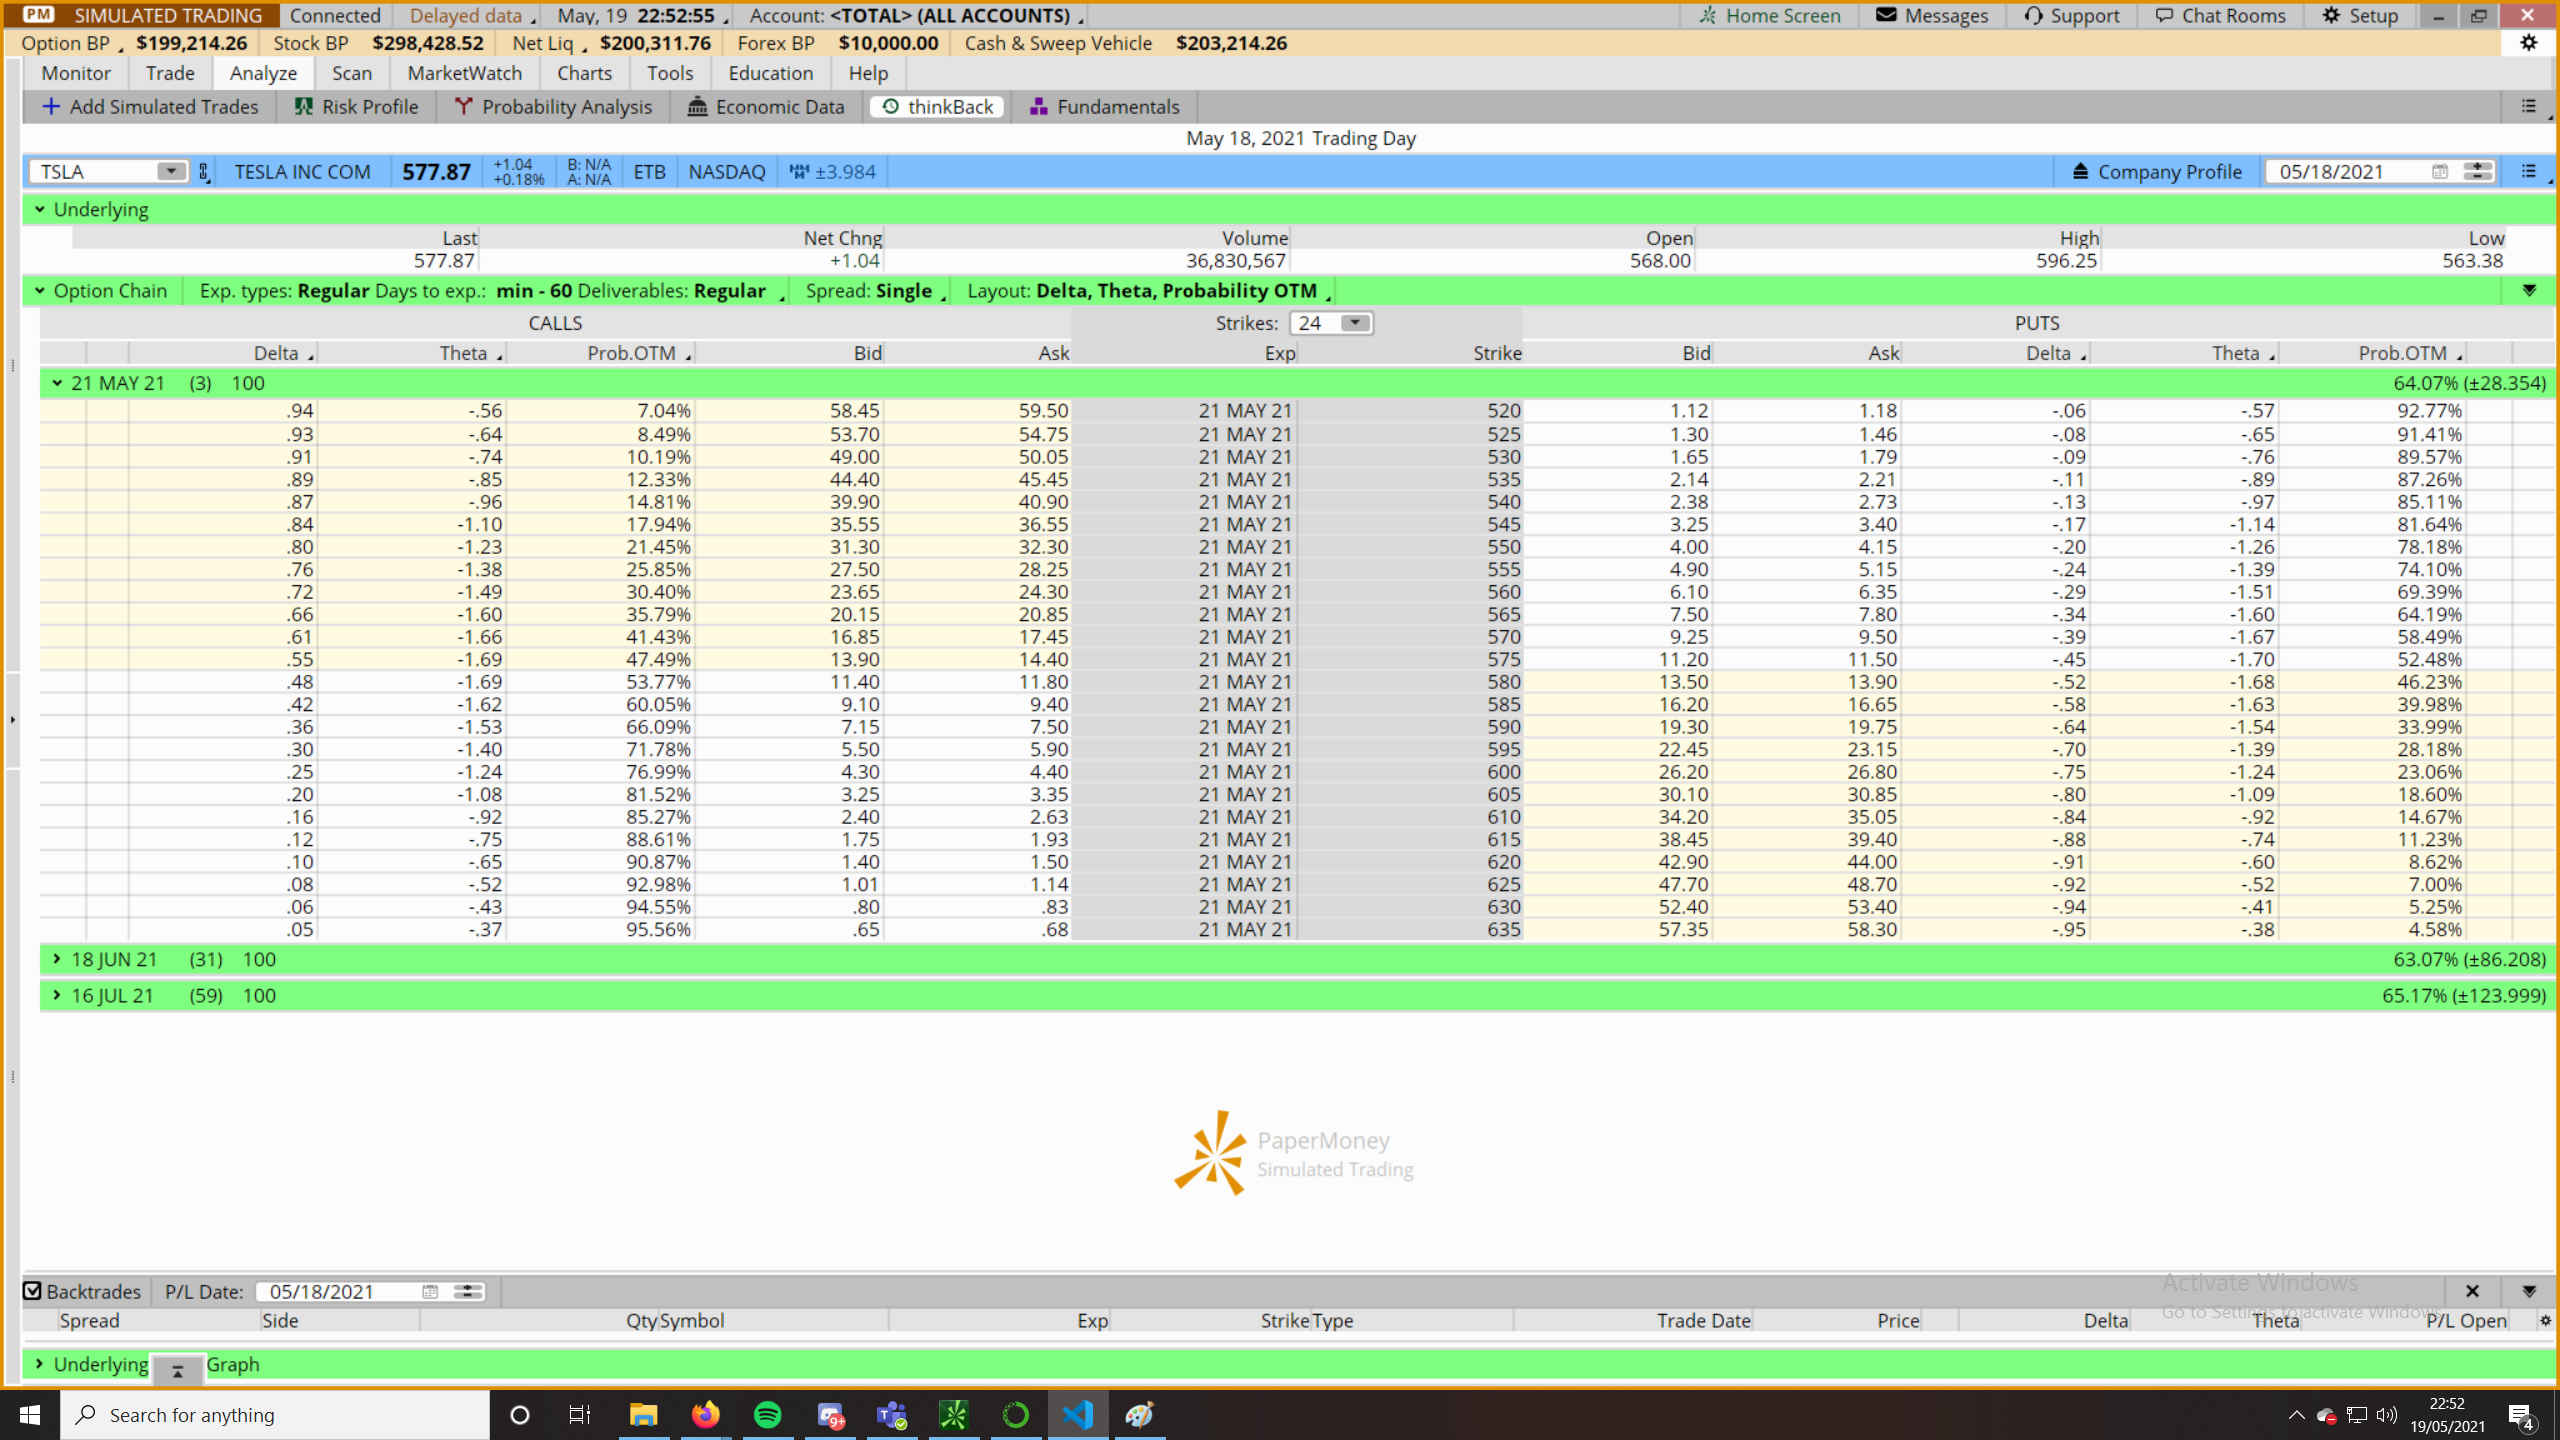 PM SIMULATED TRADING Connected Delayed data May, 19 22:52:55 Account: <TOTAL> (ALL ACCOUNTS) Home Screen Messages Support Chat Rooms Setup
Option BP $199,214.26 Stock BP $298,428.52 Net Liq $200,311.76 Forex BP $10,000.00 Cash & Sweep Vehicle $203,214.26
Monitor Trade Analyze Scan MarketWatch Charts Tools Education Help
Add Simulated Trades Risk Profile Probability Analysis Economic Data thinkBack Fundamentals
May 18, 2021 Trading Day
TSLA TESLA INC COM 577.87 +1.04 +0.18% B: N/A A: N/A ETB NASDAQ MM ±3.984 Company Profile 05/18/2021
Underlying
Last Net Chng Volume Open High Low
577.87 +1.04 36,830,567 568.00 596.25 563.38
Option Chain Exp. types: Regular Days to exp.: min - 60 Deliverables: Regular Spread: Single Layout: Delta, Theta, Probability OTM
CALLS Strikes: 24 PUTS
Delta Theta Prob.OTM Bid Ask Exp Strike Bid Ask Delta Theta Prob.OTM
21 MAY 21 (3) 100 64.07% (±28.354)
.94 -.56 7.04% 58.45 59.50 21 MAY 21 520 1.12 1.18 -.06 -.57 92.77%
.93 -.64 8.49% 53.70 54.75 21 MAY 21 525 1.30 1.46 -.08 -.65 91.41%
.91 -.74 10.19% 49.00 50.05 21 MAY 21 530 1.65 1.79 -.09 -.76 89.57%
.89 -.85 12.33% 44.40 45.45 21 MAY 21 535 2.14 2.21 -.11 -.89 87.26%
.87 -.96 14.81% 39.90 40.90 21 MAY 21 540 2.38 2.73 -.13 -.97 85.11%
.84 -1.10 17.94% 35.55 36.55 21 MAY 21 545 3.25 3.40 -.17 -1.14 81.64%
.80 -1.23 21.45% 31.30 32.30 21 MAY 21 550 4.00 4.15 -.20 -1.26 78.18%
.76 -1.38 25.85% 27.50 28.25 21 MAY 21 555 4.90 5.15 -.24 -1.39 74.10%
.72 -1.49 30.40% 23.65 24.30 21 MAY 21 560 6.10 6.35 -.29 -1.51 69.39%
.66 -1.60 35.79% 20.15 20.85 21 MAY 21 565 7.50 7.80 -.34 -1.60 64.19%
.61 -1.66 41.43% 16.85 17.45 21 MAY 21 570 9.25 9.50 -.39 -1.67 58.49%
.55 -1.69 47.49% 13.90 14.40 21 MAY 21 575 11.20 11.50 -.45 -1.70 52.48%
.48 -1.69 53.77% 11.40 11.80 21 MAY 21 580 13.50 13.90 -.52 -1.68 46.23%
.42 -1.62 60.05% 9.10 9.40 21 MAY 21 585 16.20 16.65 -.58 -1.63 39.98%
.36 -1.53 66.09% 7.15 7.50 21 MAY 21 590 19.30 19.75 -.64 -1.54 33.99%
.30 -1.40 71.78% 5.50 5.90 21 MAY 21 595 22.45 23.15 -.70 -1.39 28.18%
.25 -1.24 76.99% 4.30 4.40 21 MAY 21 600 26.20 26.80 -.75 -1.24 23.06%
.20 -1.08 81.52% 3.25 3.35 21 MAY 21 605 30.10 30.85 -.80 -1.09 18.60%
.16 -.92 85.27% 2.40 2.63 21 MAY 21 610 34.20 35.05 -.84 -.92 14.67%
.12 -.75 88.61% 1.75 1.93 21 MAY 21 615 38.45 39.40 -.88 -.74 11.23%
.10 -.65 90.87% 1.40 1.50 21 MAY 21 620 42.90 44.00 -.91 -.60 8.62%
.08 -.52 92.98% 1.01 1.14 21 MAY 21 625 47.70 48.70 -.92 -.52 7.00%
.06 -.43 94.55% .80 .83 21 MAY 21 630 52.40 53.40 -.94 -.41 5.25%
.05 -.37 95.56% .65 .68 21 MAY 21 635 57.35 58.30 -.95 -.38 4.58%
18 JUN 21 (31) 100 63.07% (±86.208)
16 JUL 21 (59) 100 65.17% (±123.999)
PaperMoney
Simulated Trading
Backtrades P/L Date: 05/18/2021
Activate Windows
Go to Settings to activate Windows.
Spread Side Qty Symbol Exp Strike Type Trade Date Price Delta Theta P/L Open
Underlying Graph
Search for anything 9+ 22:52
19/05/2021 4